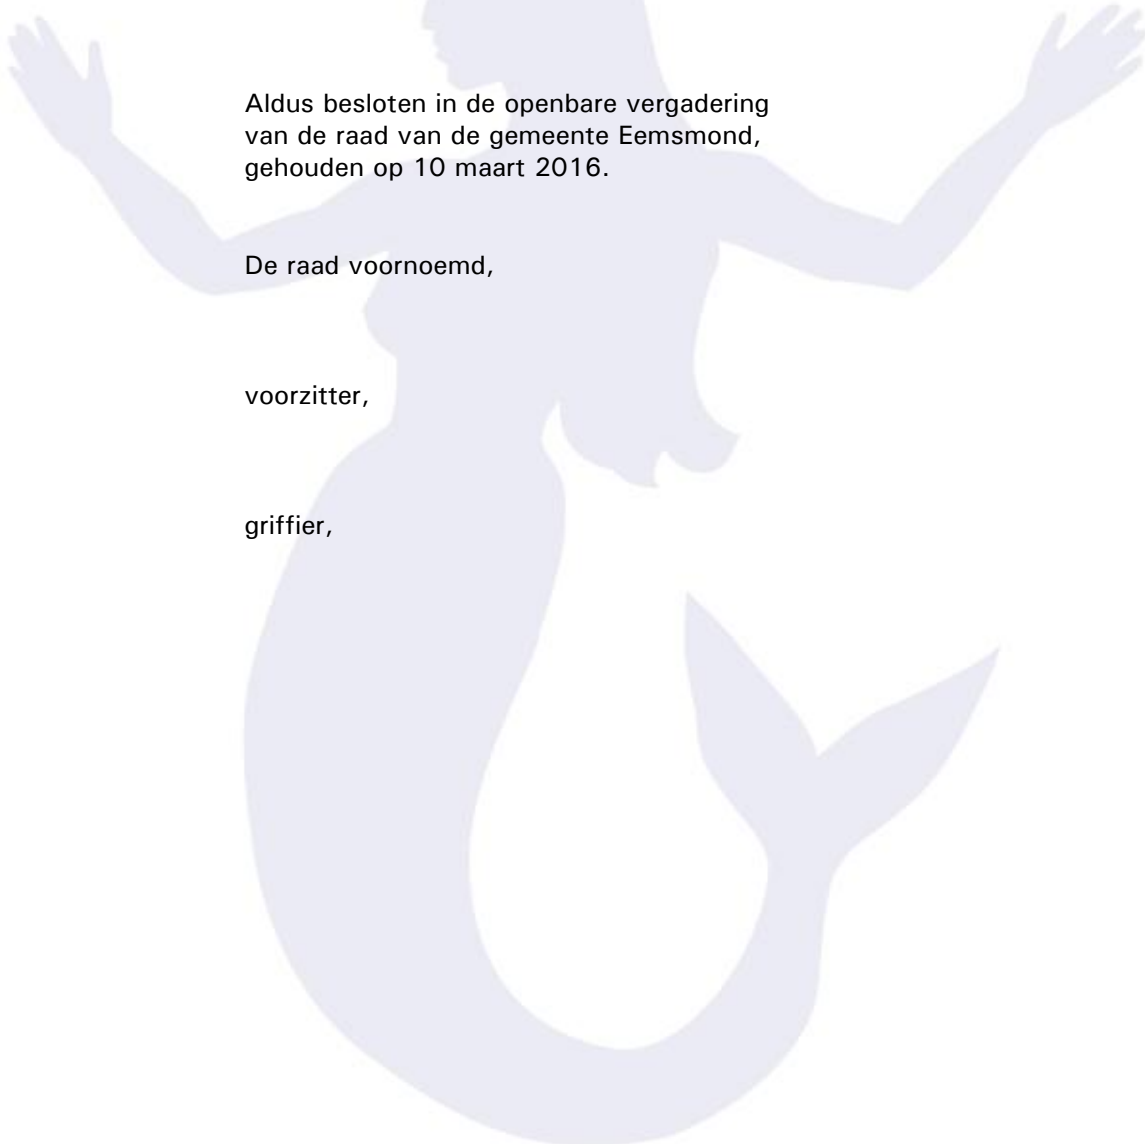 Aldus besloten in de openbare vergadering
van de raad van de gemeente Eemsmond,
gehouden op 10 maart 2016.
De raad voornoemd,
voorzitter,
griffier,